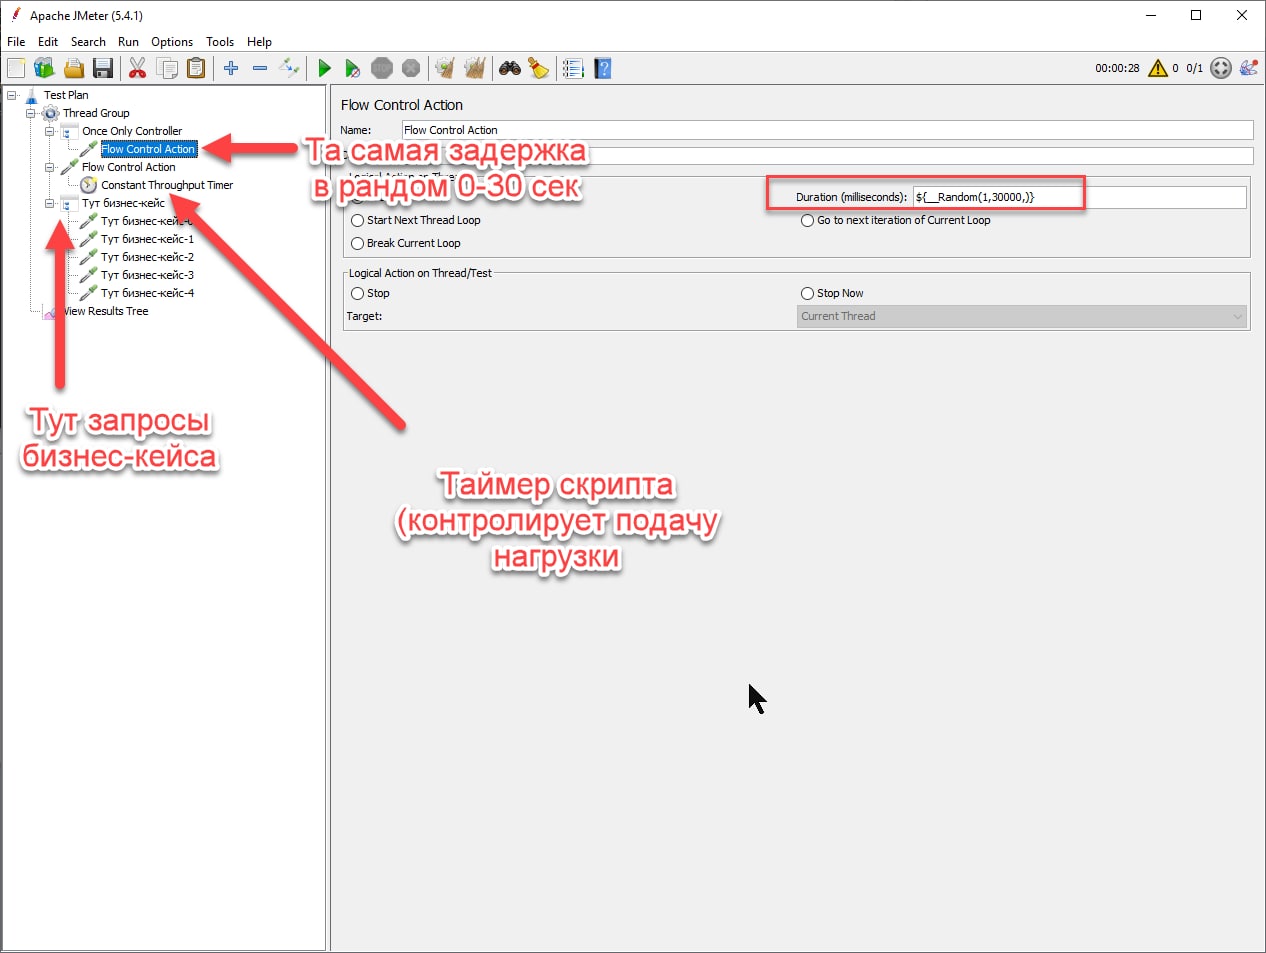 Apache JMeter (5.4.1)
File Edit Search Run Options Tools Help
00:00:28 0 0/1
Test Plan
Thread Group
Once Only Controller
Flow Control Action
Flow Control Action
Constant Throughput Timer
Тут бизнес-кейс
Тут бизнес-кейс-
Тут бизнес-кейс-1
Тут бизнес-кейс-2
Тут бизнес-кейс-3
Тут бизнес-кейс-4
View Results Tree
Flow Control Action
Name: Flow Control Action
Та самая задержка
в рандом 0-30 сек
Logical Action on
Duration (milliseconds): ${__Random(1,30000,)}
Start Next Thread Loop
Go to next iteration of Current Loop
Break Current Loop
Logical Action on Thread/Test
Stop
Stop Now
Target:
Current Thread
Тут запросы
бизнес-кейса
Таймер скрипта
(контролирует подачу
нагрузки